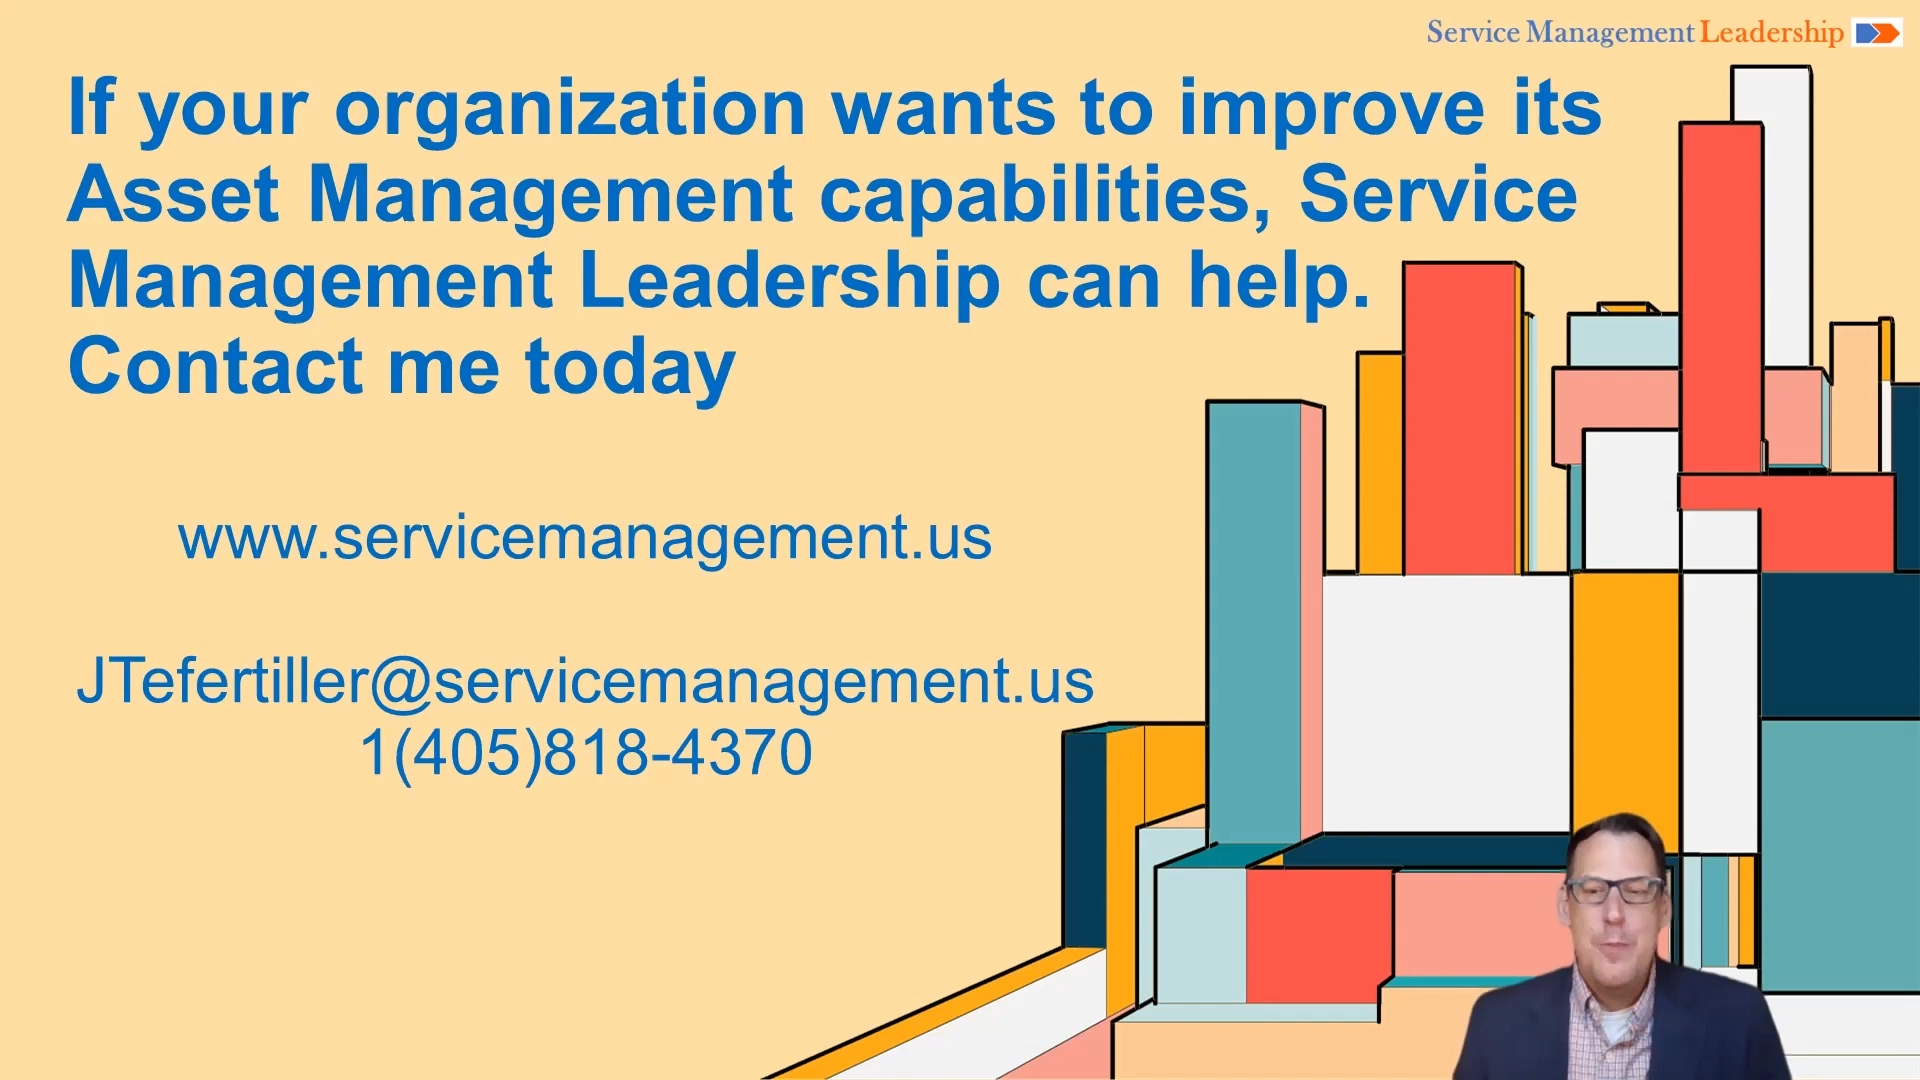 Service Management Leadership
If your organization wants to improve its
Asset Management capabilities, Service
Management Leadership can help.
Contact me today
www.servicemanagement.us
JTefertiller@servicemanagement.us
1(405)818-4370